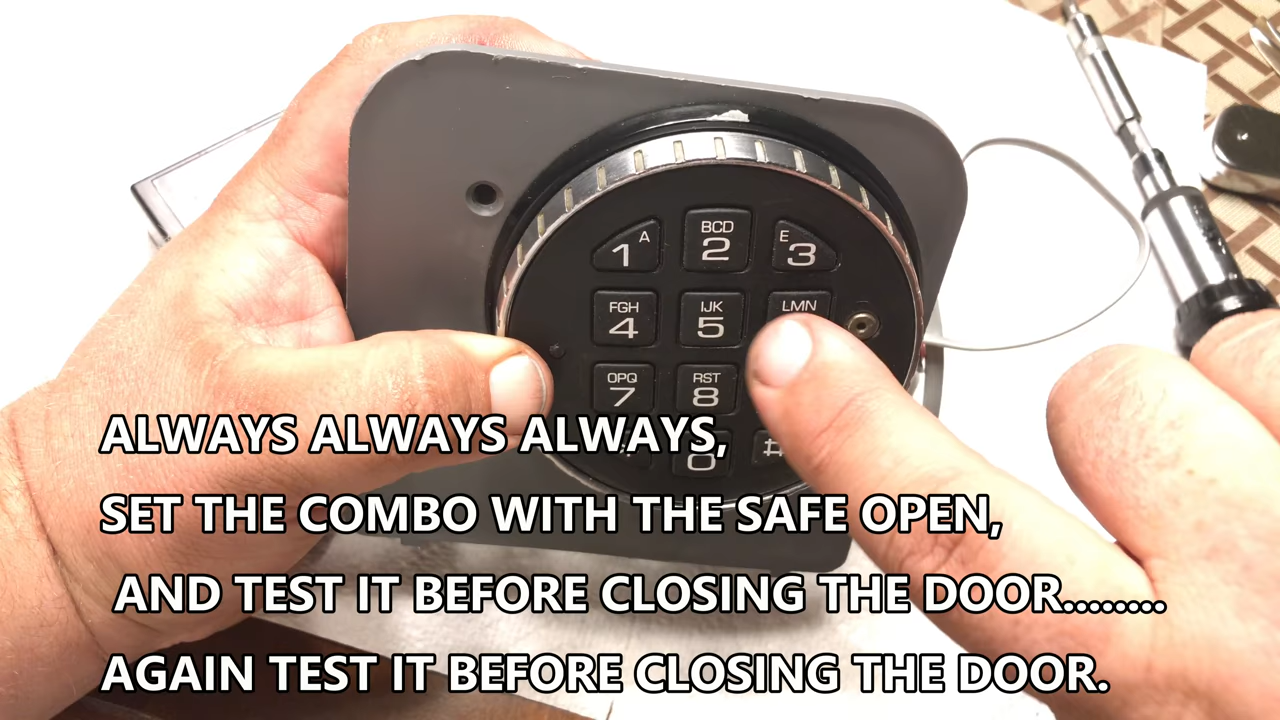 1 A
BCD
2
E
3
FGH
4
IJK
5
LMN
OPQ
7
RST
8
0
#
ALWAYS ALWAYS ALWAYS,
SET THE COMBO WITH THE SAFE OPEN,
AND TEST IT BEFORE CLOSING THE DOOR........
AGAIN TEST IT BEFORE CLOSING THE DOOR.